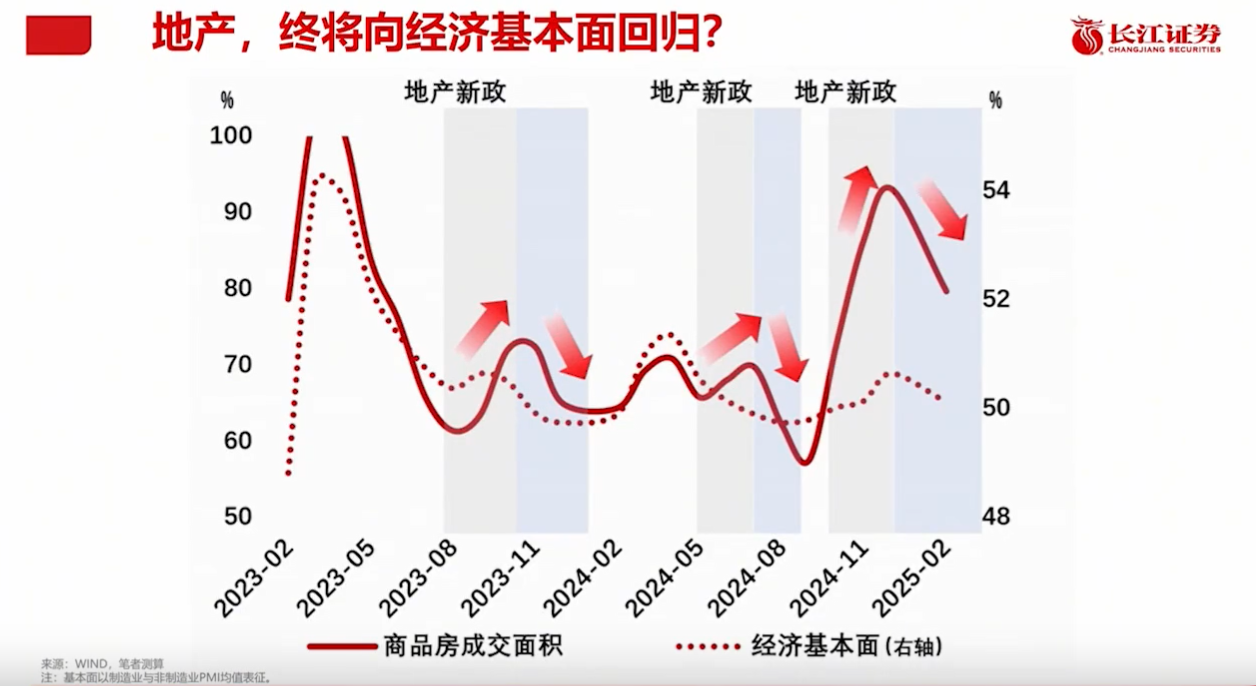 地产，终将向经济基本面回归？
长江证券
CHANGJIANG SECURITIES
地产新政 地产新政 地产新政
% %
100
90
80
70
60
50
54
52
50
48
2023-02 2023-05 2023-08 2023-11 2024-02 2024-05 2024-08 2024-11 2025-02
商品房成交面积 经济基本面(右轴)
来源：WIND，笔者测算
注：基本面以制造业与非制造业PMI均值表征。